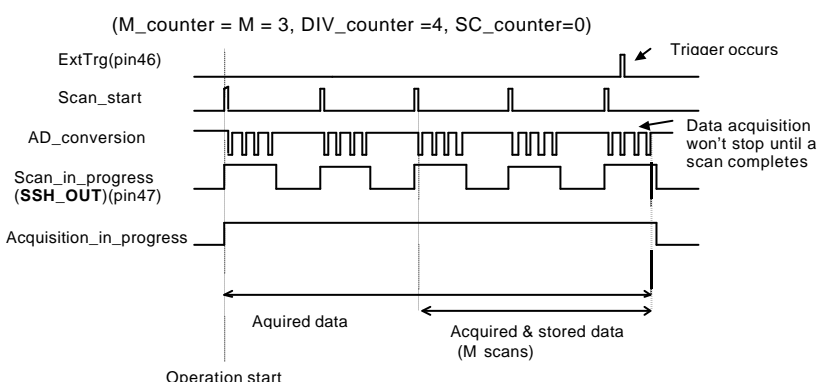 (M_counter = M = 3, DIV_counter =4, SC_counter=0)
ExtTrg(pin46)
Trigger occurs
Scan_start
AD_conversion
Data acquisition
won't stop until a
scan completes
Scan_in_progress
(SSH_OUT)(pin47)
Acquisition_in_progress
Aquired data
Acquired & stored data
(M scans)
Operation start